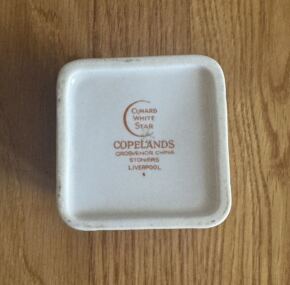 CUNARD
WHITE
STAR
COPELANDS
GROSVENOR CHINA
STONIERS
LIVERPOOL